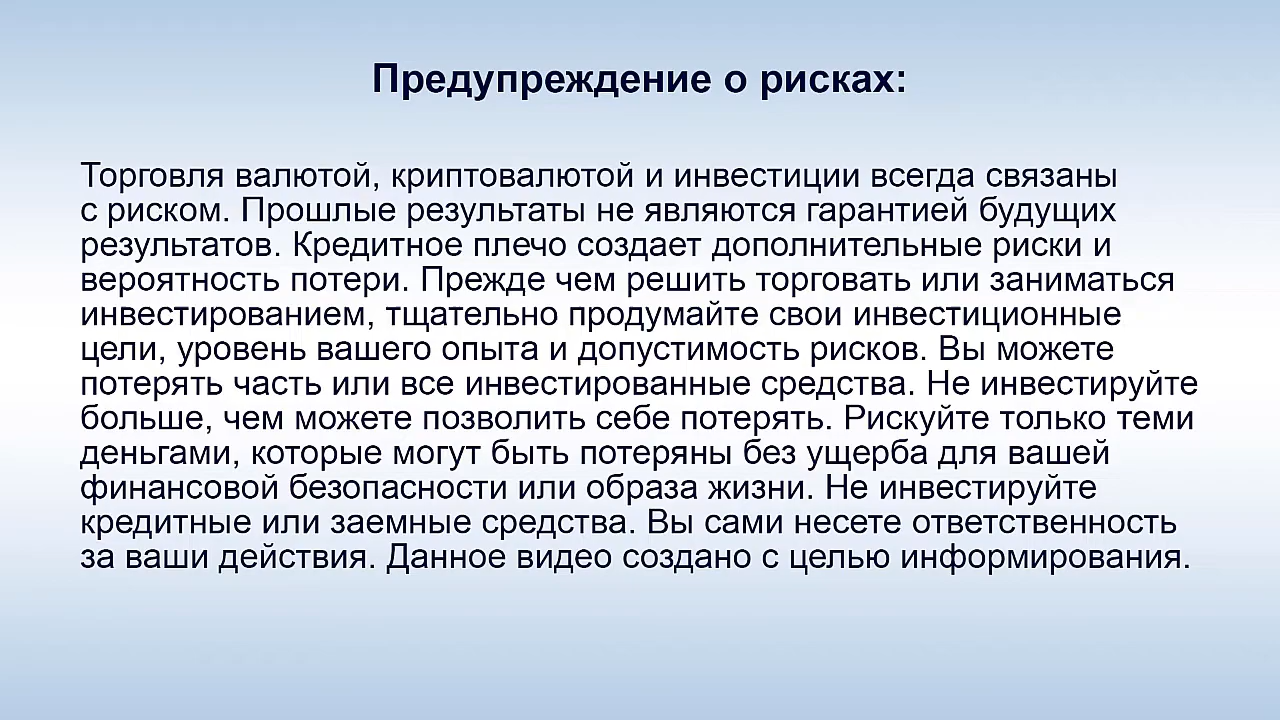 Предупреждение о рисках:
Торговля валютой, криптовалютой и инвестиции всегда связаны
с риском. Прошлые результаты не являются гарантией будущих
результатов. Кредитное плечо создает дополнительные риски и
вероятность потери. Прежде чем решить торговать или заниматься
инвестированием, тщательно продумайте свои инвестиционные
цели, уровень вашего опыта и допустимость рисков. Вы можете
потерять часть или все инвестированные средства. Не инвестируйте
больше, чем можете позволить себе потерять. Рискуйте только теми
деньгами, которые могут быть потеряны без ущерба для вашей
финансовой безопасности или образа жизни. Не инвестируйте
кредитные или заемные средства. Вы сами несете ответственность
за ваши действия. Данное видео создано с целью информирования.